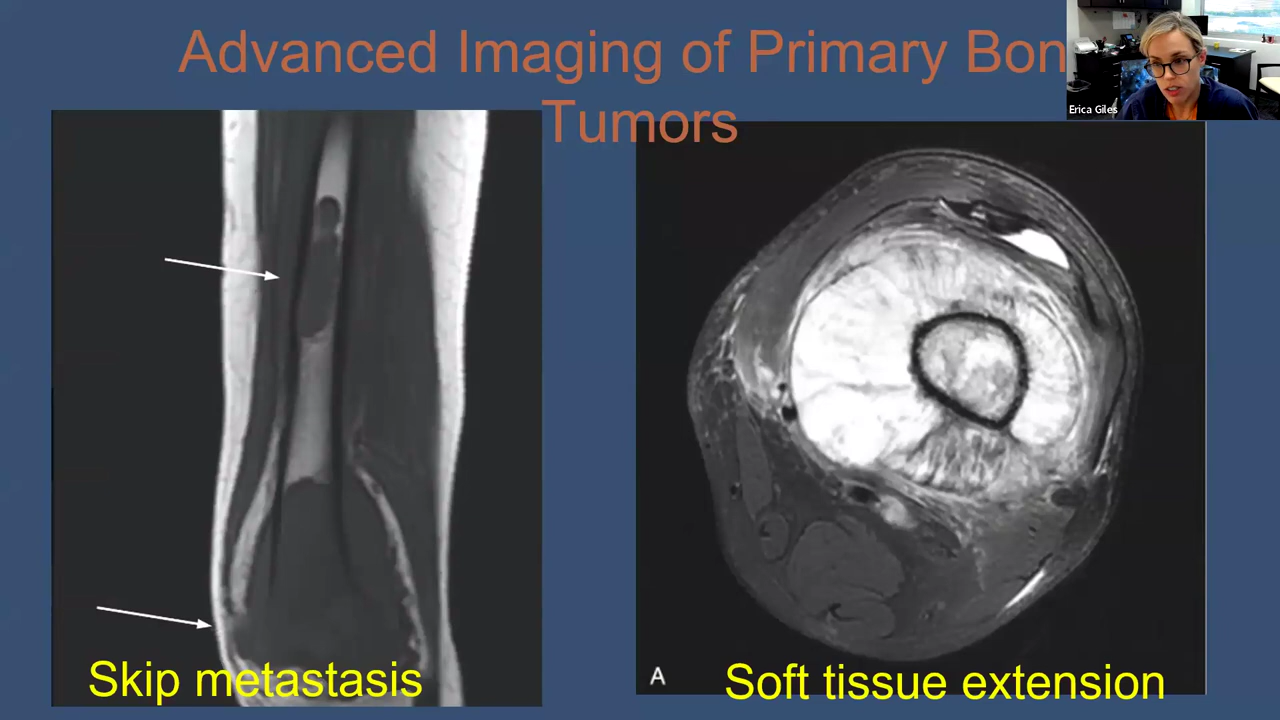 Advanced Imaging of Primary Bon
Tumors
Erica Giles
Skip metastasis
A
Soft tissue extension